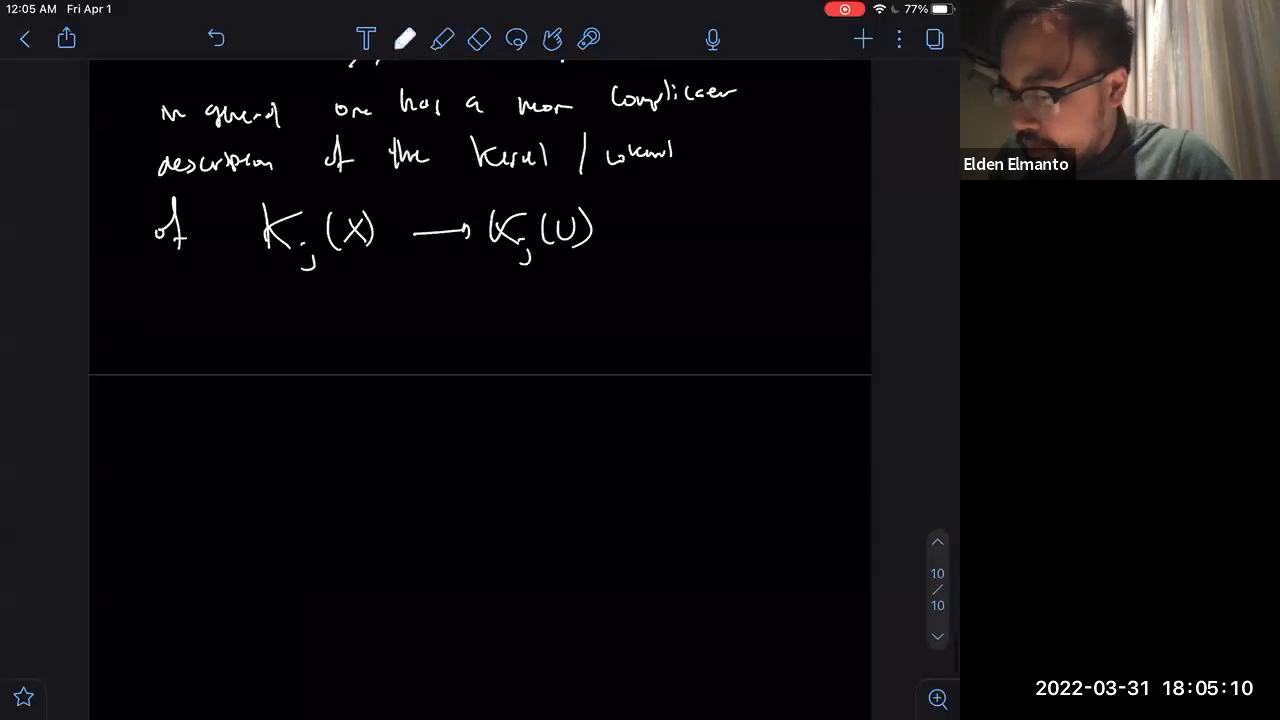 12:05 AM Fri Apr 1
77%
in general one has a more complicated
description of the kernel / cokernel
of K_j (X) ⟶ K_j (U)
Elden Elmanto
10
/
10
2022-03-31 18:05:10